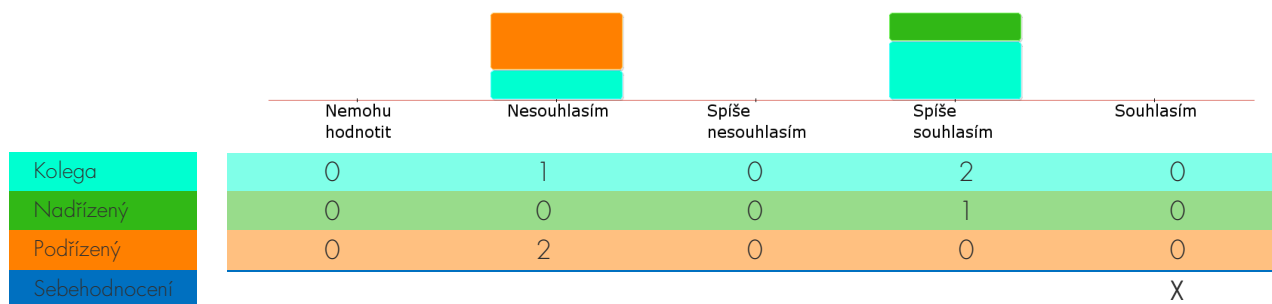 Nemohu hodnotit
Nesouhlasím
Spíše nesouhlasím
Spíše souhlasím
Souhlasím
Kolega 0 1 0 2 0
Nadřízený 0 0 0 1 0
Podřízený 0 2 0 0 0
Sebehodnocení X